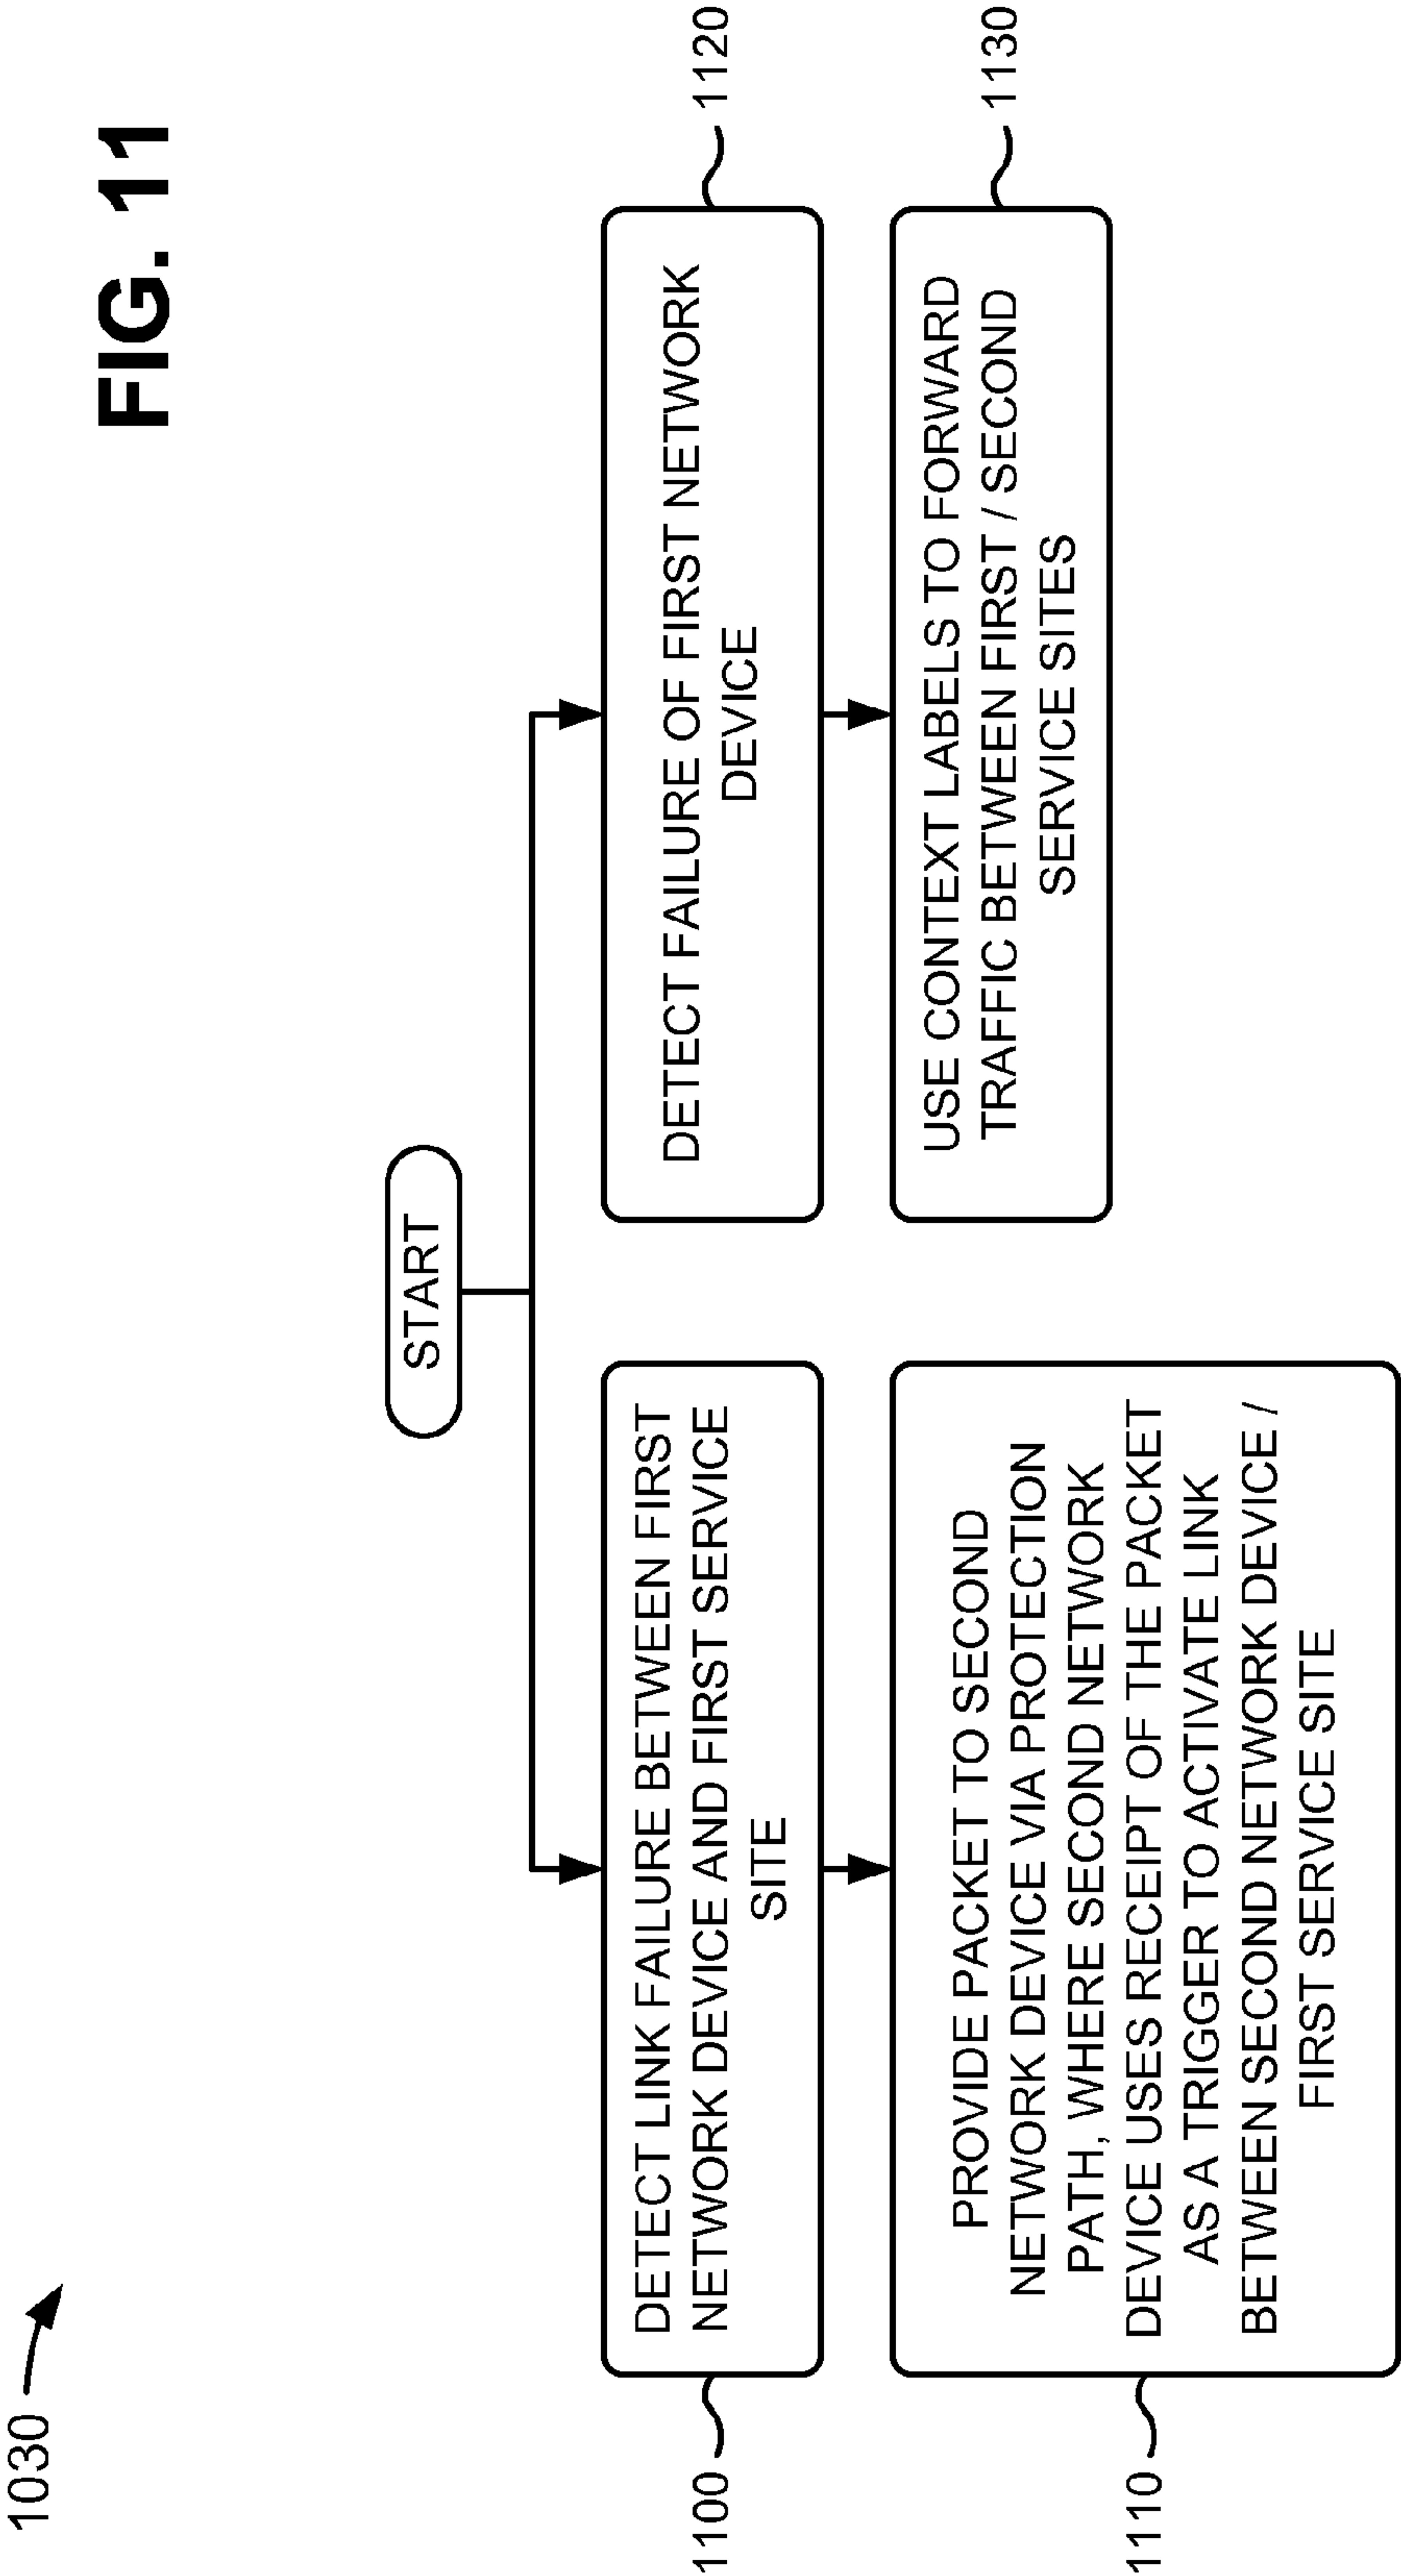 1030
FIG. 11
START
1100
DETECT LINK FAILURE BETWEEN FIRST
NETWORK DEVICE AND FIRST SERVICE
SITE
1110
PROVIDE PACKET TO SECOND
NETWORK DEVICE VIA PROTECTION
PATH, WHERE SECOND NETWORK
DEVICE USES RECEIPT OF THE PACKET
AS A TRIGGER TO ACTIVATE LINK
BETWEEN SECOND NETWORK DEVICE /
FIRST SERVICE SITE
DETECT FAILURE OF FIRST NETWORK
DEVICE
1120
USE CONTEXT LABELS TO FORWARD
TRAFFIC BETWEEN FIRST / SECOND
SERVICE SITES
1130